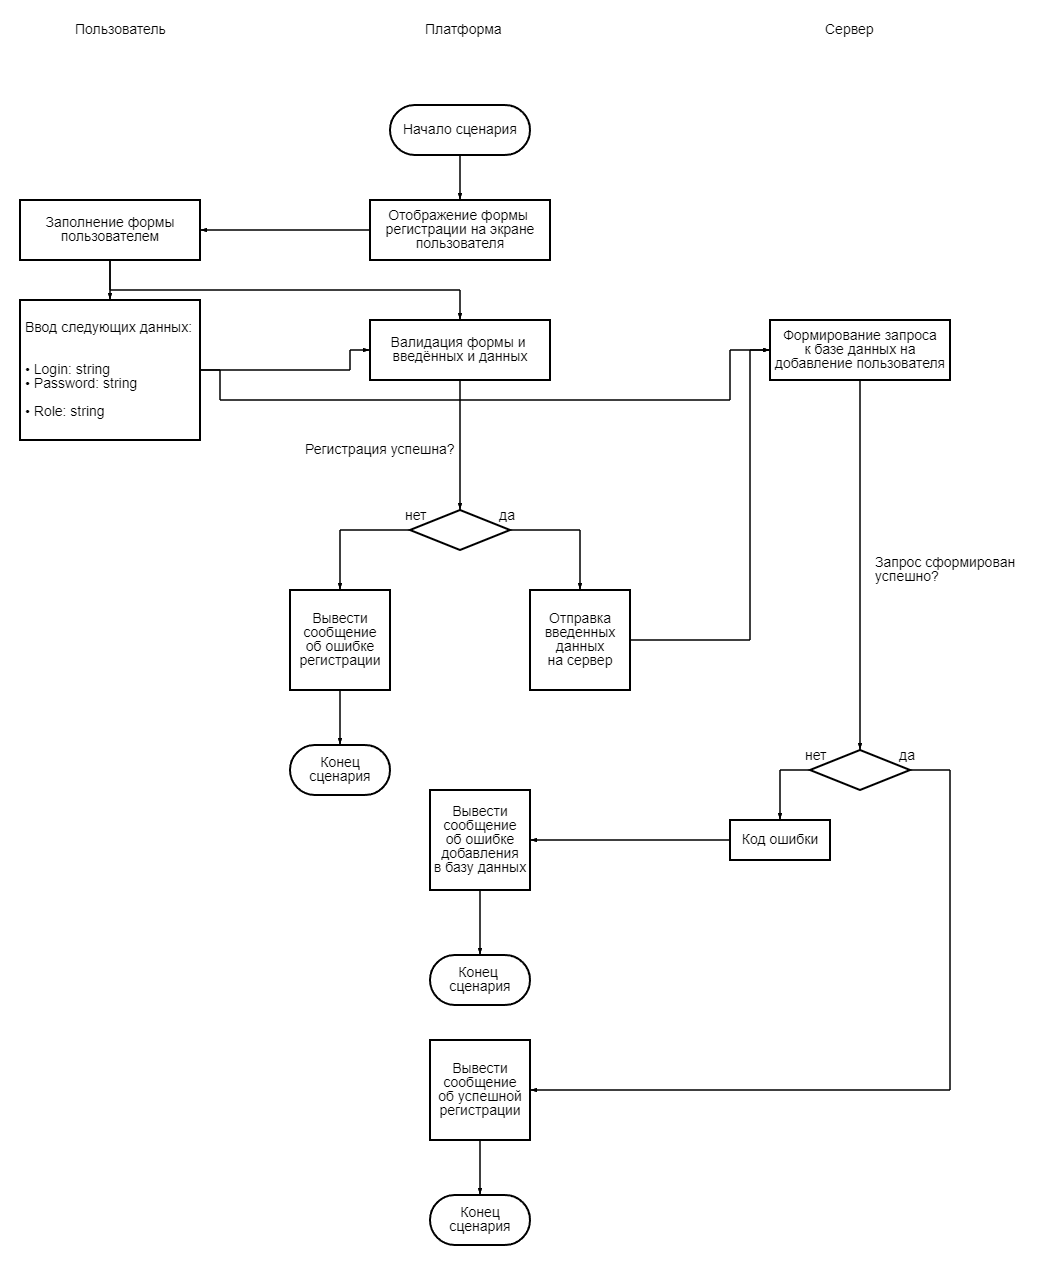 Пользователь
Платформа
Сервер
Начало сценария
Заполнение формы
пользователем
Отображение формы
регистрации на экране
пользователя
Ввод следующих данных:
• Login: string
• Password: string
• Role: string
Валидация формы и
введённых и данных
Формирование запроса
к базе данных на
добавление пользователя
Регистрация успешна?
нет
да
Запрос сформирован
успешно?
Вывести
сообщение
об ошибке
регистрации
Отправка
введенных
данных
на сервер
Конец
сценария
нет
да
Вывести
сообщение
об ошибке
добавления
в базу данных
Код ошибки
Конец
сценария
Вывести
сообщение
об успешной
регистрации
Конец
сценария